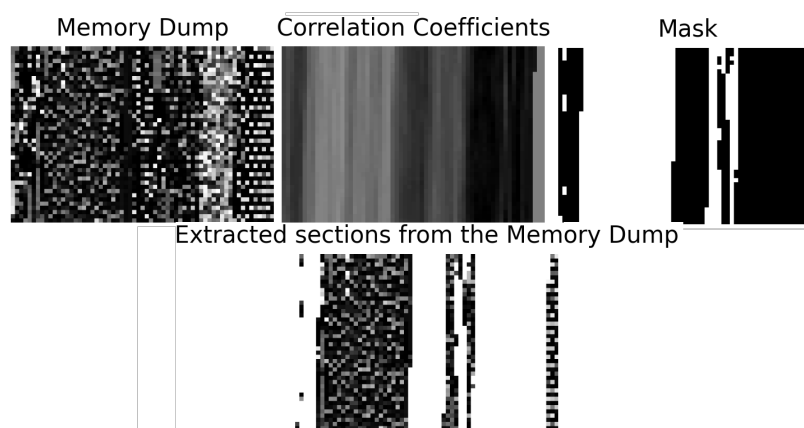 Memory Dump
Correlation Coefficients
Mask
Extracted sections from the Memory Dump